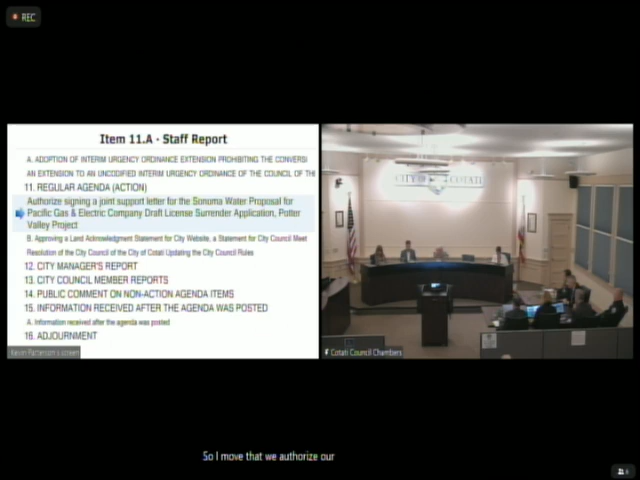 REC
Item 11.A - Staff Report
A. ADOPTION OF INTERIM URGENCY ORDINANCE EXTENSION PROHIBITING THE CONVERSI
AN EXTENSION TO AN UNCODIFIED INTERIM URGENCY ORDINANCE OF THE COUNCIL OF THE
11. REGULAR AGENDA (ACTION)
Authorize signing a joint support letter for the Sonoma Water Proposal for
Pacific Gas & Electric Company Draft License Surrender Application, Potter
Valley Project
B. Approving a Land Acknowledgment Statement for City Website, a Statement for City Council Meet
Resolution of the City Council of the City of Cotati Updating the City Council Rules
12. CITY MANAGER'S REPORT
13. CITY COUNCIL MEMBER REPORTS
14. PUBLIC COMMENT ON NON-ACTION AGENDA ITEMS
15. INFORMATION RECEIVED AFTER THE AGENDA WAS POSTED
A. Information received after the agenda was posted
16. ADJOURNMENT
Kevin Patterson's screen
CITY OF COTATI
Cotati Council Chambers
So I move that we authorize our